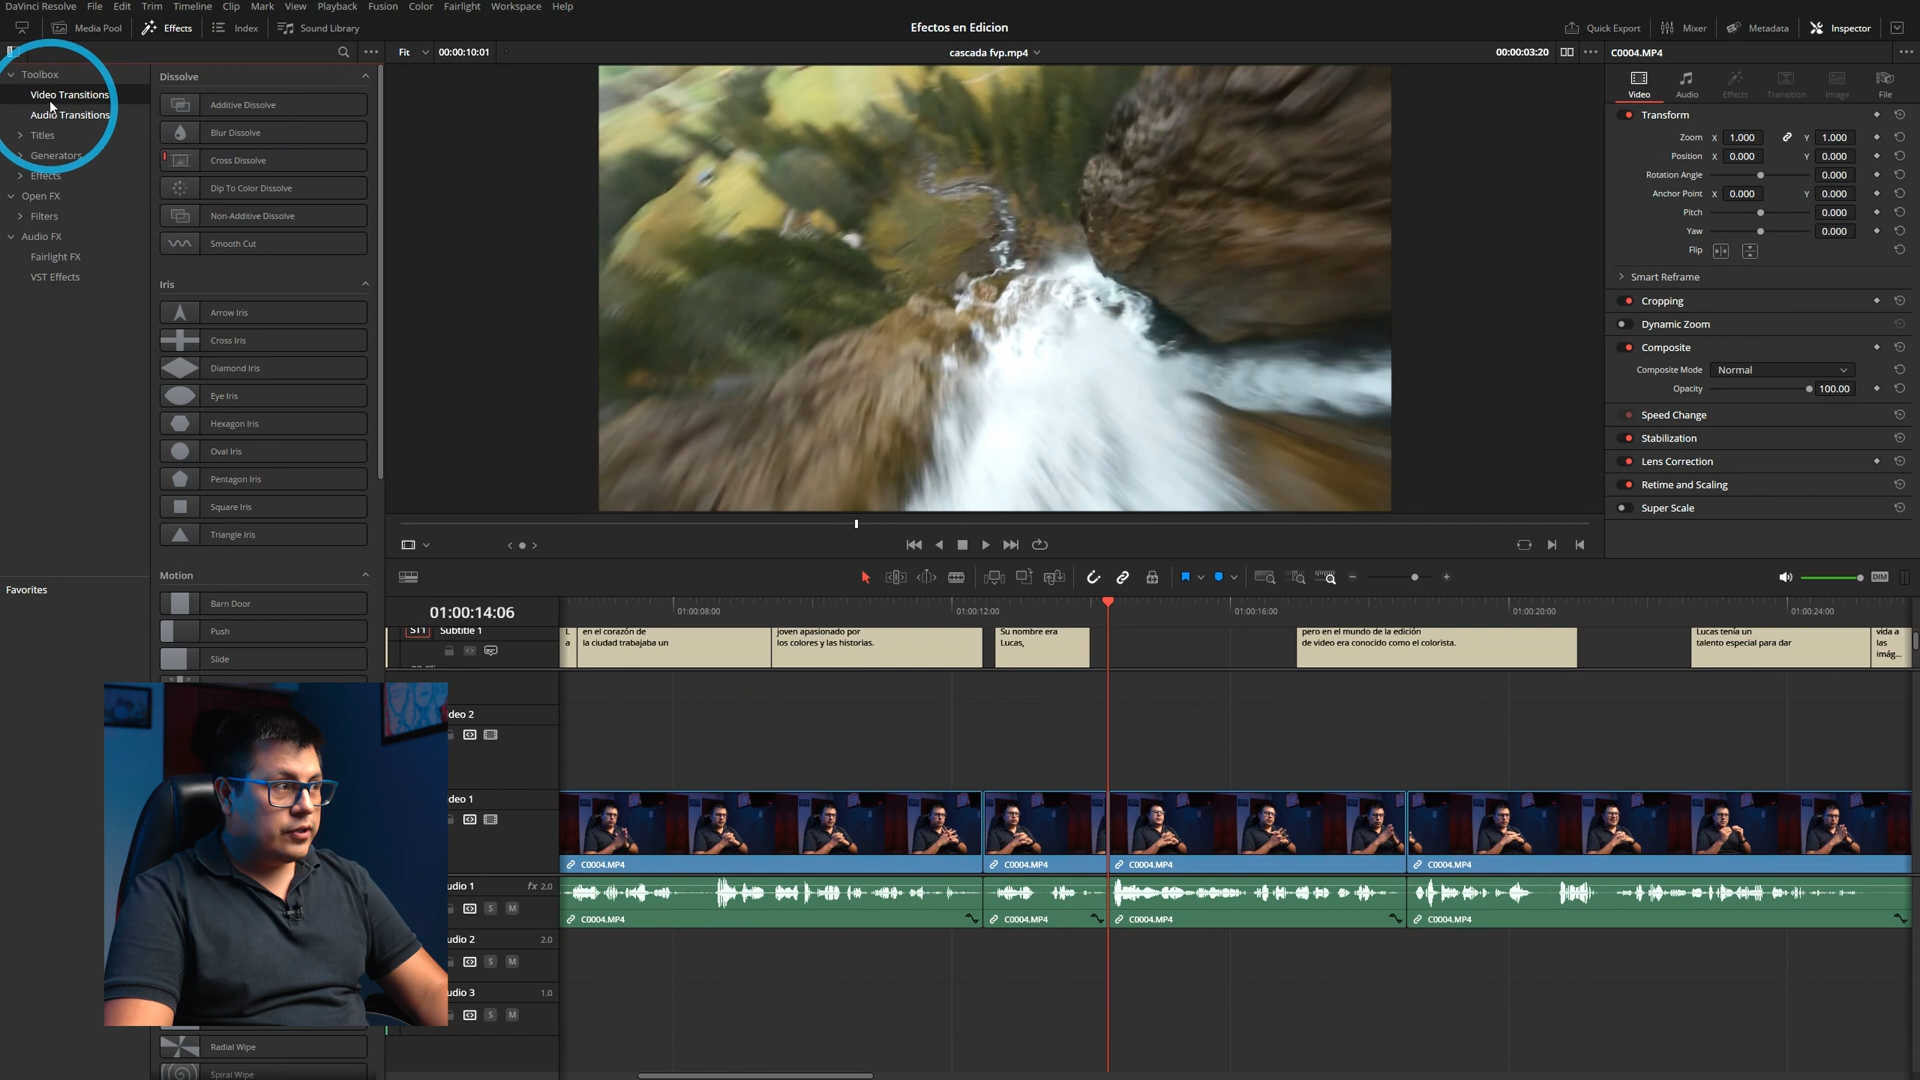 DaVinci Resolve File Edit Trim Timeline Clip Mark View Playback Fusion Color Fairlight Workspace Help
Media Pool Effects Index Sound Library
Efectos en Edicion
Quick Export Mixer Metadata Inspector
Fit 00:00:10:01
cascada fvp.mp4
00:00:03:20
C0004.MP4
Toolbox
Video Transitions
Audio Transitions
Titles
Generators
Effects
Open FX
Filters
Audio FX
Fairlight FX
VST Effects
Favorites
Dissolve
Additive Dissolve
Blur Dissolve
Cross Dissolve
Dip To Color Dissolve
Non-Additive Dissolve
Smooth Cut
Iris
Arrow Iris
Cross Iris
Diamond Iris
Eye Iris
Hexagon Iris
Oval Iris
Pentagon Iris
Square Iris
Triangle Iris
Motion
Barn Door
Push
Slide
Radial Wipe
Spiral Wipe
Video Audio Effects Transition Image File
Transform
Zoom X 1.000 Y 1.000
Position X 0.000 Y 0.000
Rotation Angle 0.000
Anchor Point X 0.000 Y 0.000
Pitch 0.000
Yaw 0.000
Flip
Smart Reframe
Cropping
Dynamic Zoom
Composite
Composite Mode Normal
Opacity 100.00
Speed Change
Stabilization
Lens Correction
Retime and Scaling
Super Scale
DIM
01:00:14:06
01:00:08:00 01:00:12:00 01:00:16:00 01:00:20:00 01:00:24:00
ST1 Subtitle 1
L
a
en el corazón de
la ciudad trabajaba un
joven apasionado por
los colores y las historias.
Su nombre era
Lucas,
pero en el mundo de la edición
de video era conocido como el colorista.
Lucas tenía un
talento especial para dar
vida a
las
imág...
deo 2
deo 1
C0004.MP4 C0004.MP4 C0004.MP4 C0004.MP4
udio 1 fx 2.0
S M
C0004.MP4 C0004.MP4 C0004.MP4 C0004.MP4
udio 2 2.0
S M
udio 3 1.0
S M